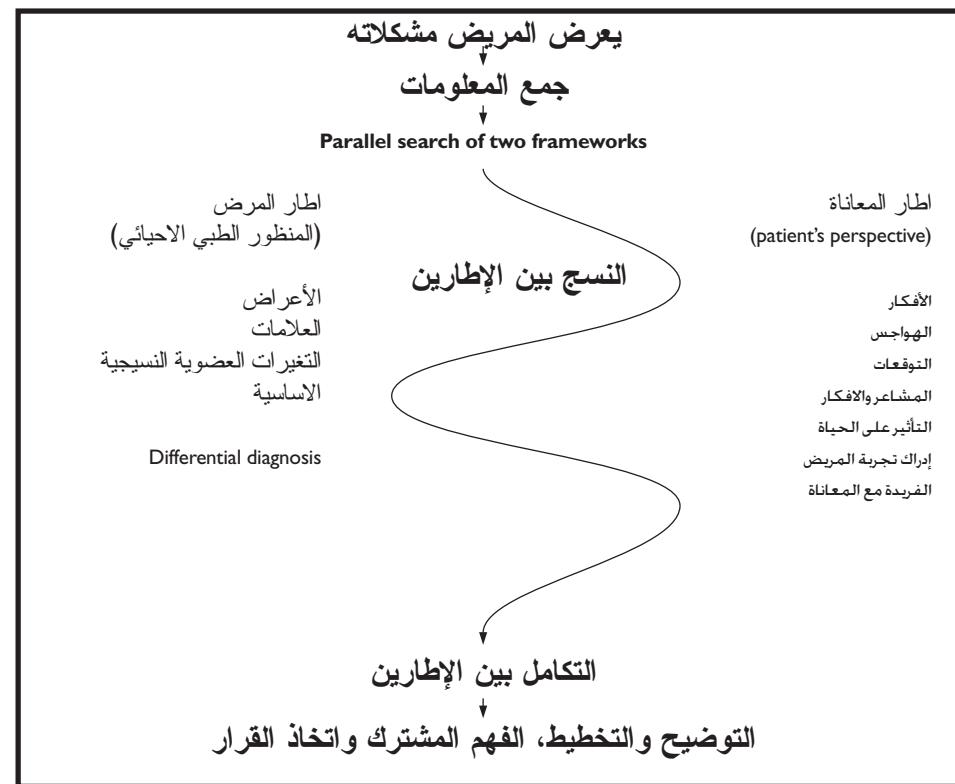 يعرض المريض مشكلاته
جمع المعلومات
Parallel search of two frameworks
اطار المعاناة
(patient's perspective)
الأفكار
الهواجس
التوقعات
المشاعر والافكار
التأثير على الحياة
إدراك تجربة المريض
الفريدة مع المعاناة
النسج بين الإطارين
اطار المرض
(المنظور الطبي الاحيائي)
الأعراض
العلامات
التغيرات العضوية النسيجية
الاساسية
Differential diagnosis
التكامل بين الإطارين
التوضيح والتخطيط، الفهم المشترك واتخاذ القرار